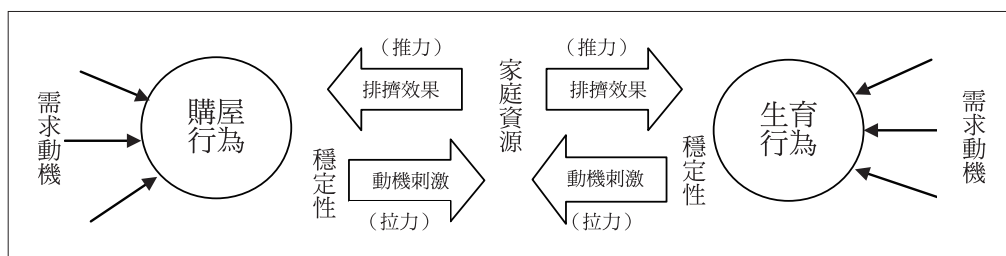 需求動機
購屋
行為
（推力）
排擠效果
穩定性
動機刺激
（拉力）
家庭資源
（推力）
排擠效果
動機刺激
（拉力）
穩定性
生育
行為
需求動機